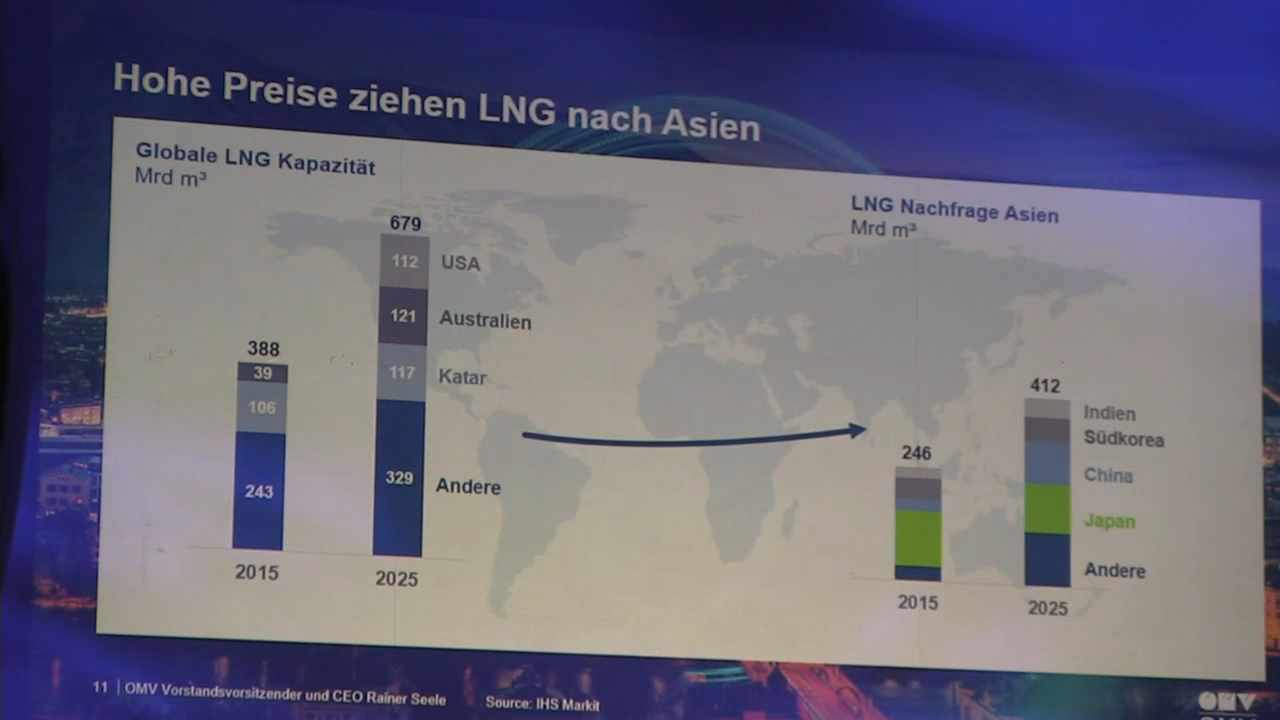 Hohe Preise ziehen LNG nach Asien
Globale LNG Kapazität
Mrd m³
679
112 USA
121 Australien
117 Katar
329 Andere
388
39
106
243
2015
2025
LNG Nachfrage Asien
Mrd m³
246
412
Indien
Südkorea
China
Japan
Andere
2015
2025
11 | OMV Vorstandsvorsitzender und CEO Rainer Seele
Source: IHS Markit
OMV